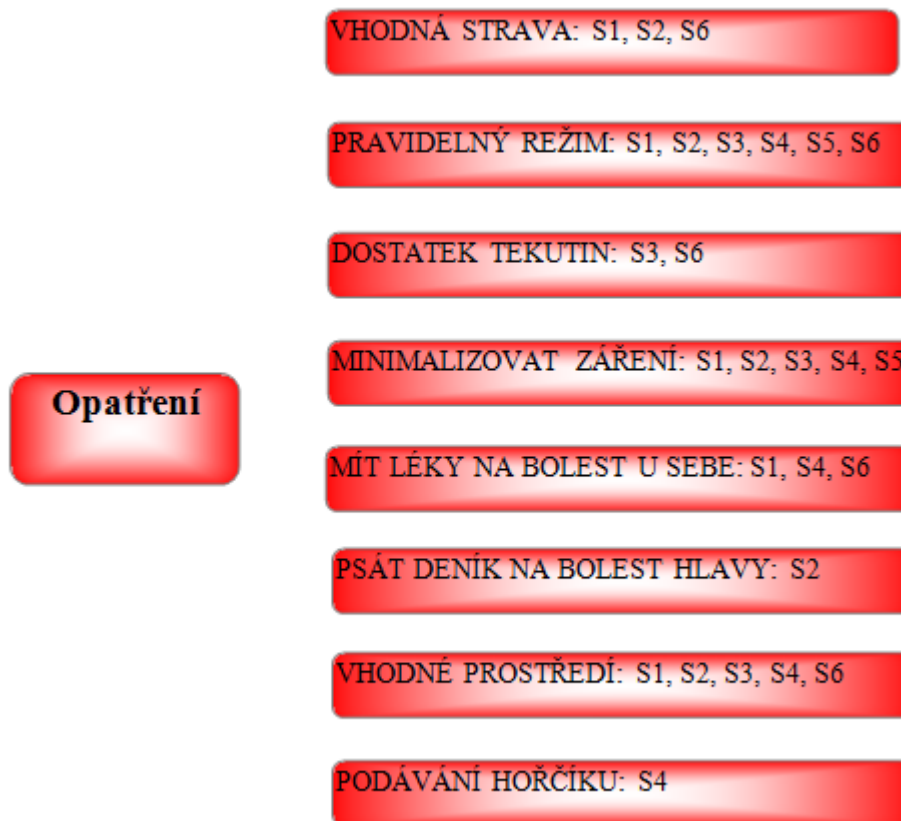 VHODNÁ STRAVA: S1, S2, S6
PRAVIDELNÝ REŽIM: S1, S2, S3, S4, S5, S6
DOSTATEK TEKUTIN: S3, S6
MINIMALIZOVAT ZÁŘENÍ: S1, S2, S3, S4, S5
Opatření
MÍT LÉKY NA BOLEST U SEBE: S1, S4, S6
PSÁT DENÍK NA BOLEST HLAVY: S2
VHODNÉ PROSTŘEDÍ: S1, S2, S3, S4, S6
PODÁVÁNÍ HOŘČÍKU: S4